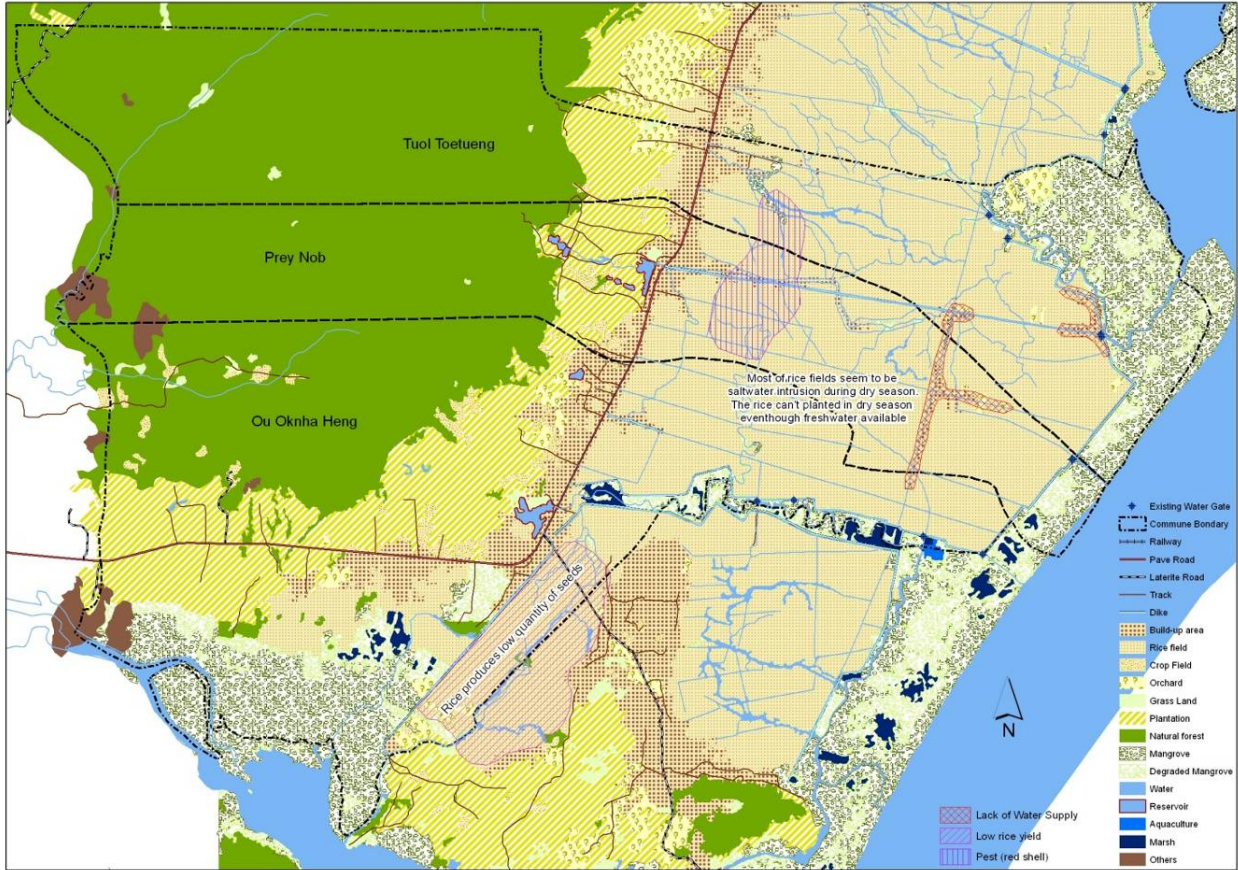 Tuol Toetueng
Prey Nob
Ou Oknha Heng
Most of rice fields seem to be
saltwater intrusion during dry season.
The rice can't planted in dry season
eventhough freshwater available
Rice produces low quantity of seeds
N
Existing Water Gate
Commune Bondary
Railway
Pave Road
Laterite Road
Track
Dike
Build-up area
Rice field
Crop Field
Orchard
Grass Land
Plantation
Natural forest
Mangrove
Degraded Mangrove
Water
Reservoir
Aquaculture
Marsh
Others
Lack of Water Supply
Low rice yield
Pest (red shell)